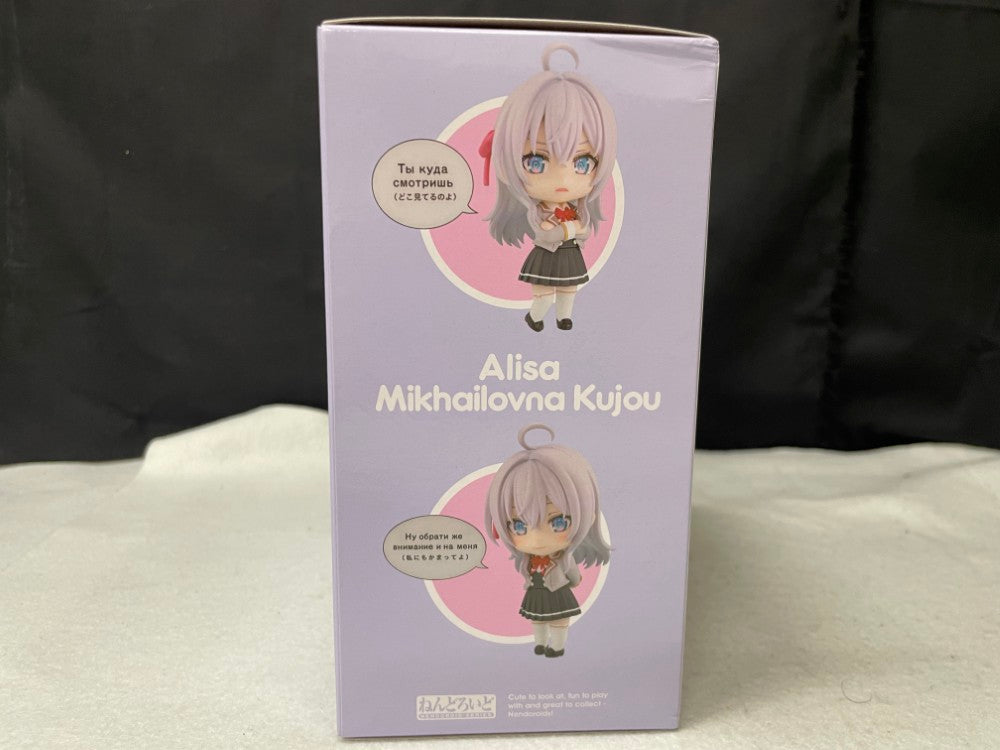 Ты куда
смотришь
(どこ見てるのよ)
Alisa
Mikhailovna Kujou
Ну обрати же
внимание и на меня
(私にもかまってよ)
ねんどろいど
NENDOROID SERIES
Cute to look at, fun to play
with and great to collect -
Nendoroids!